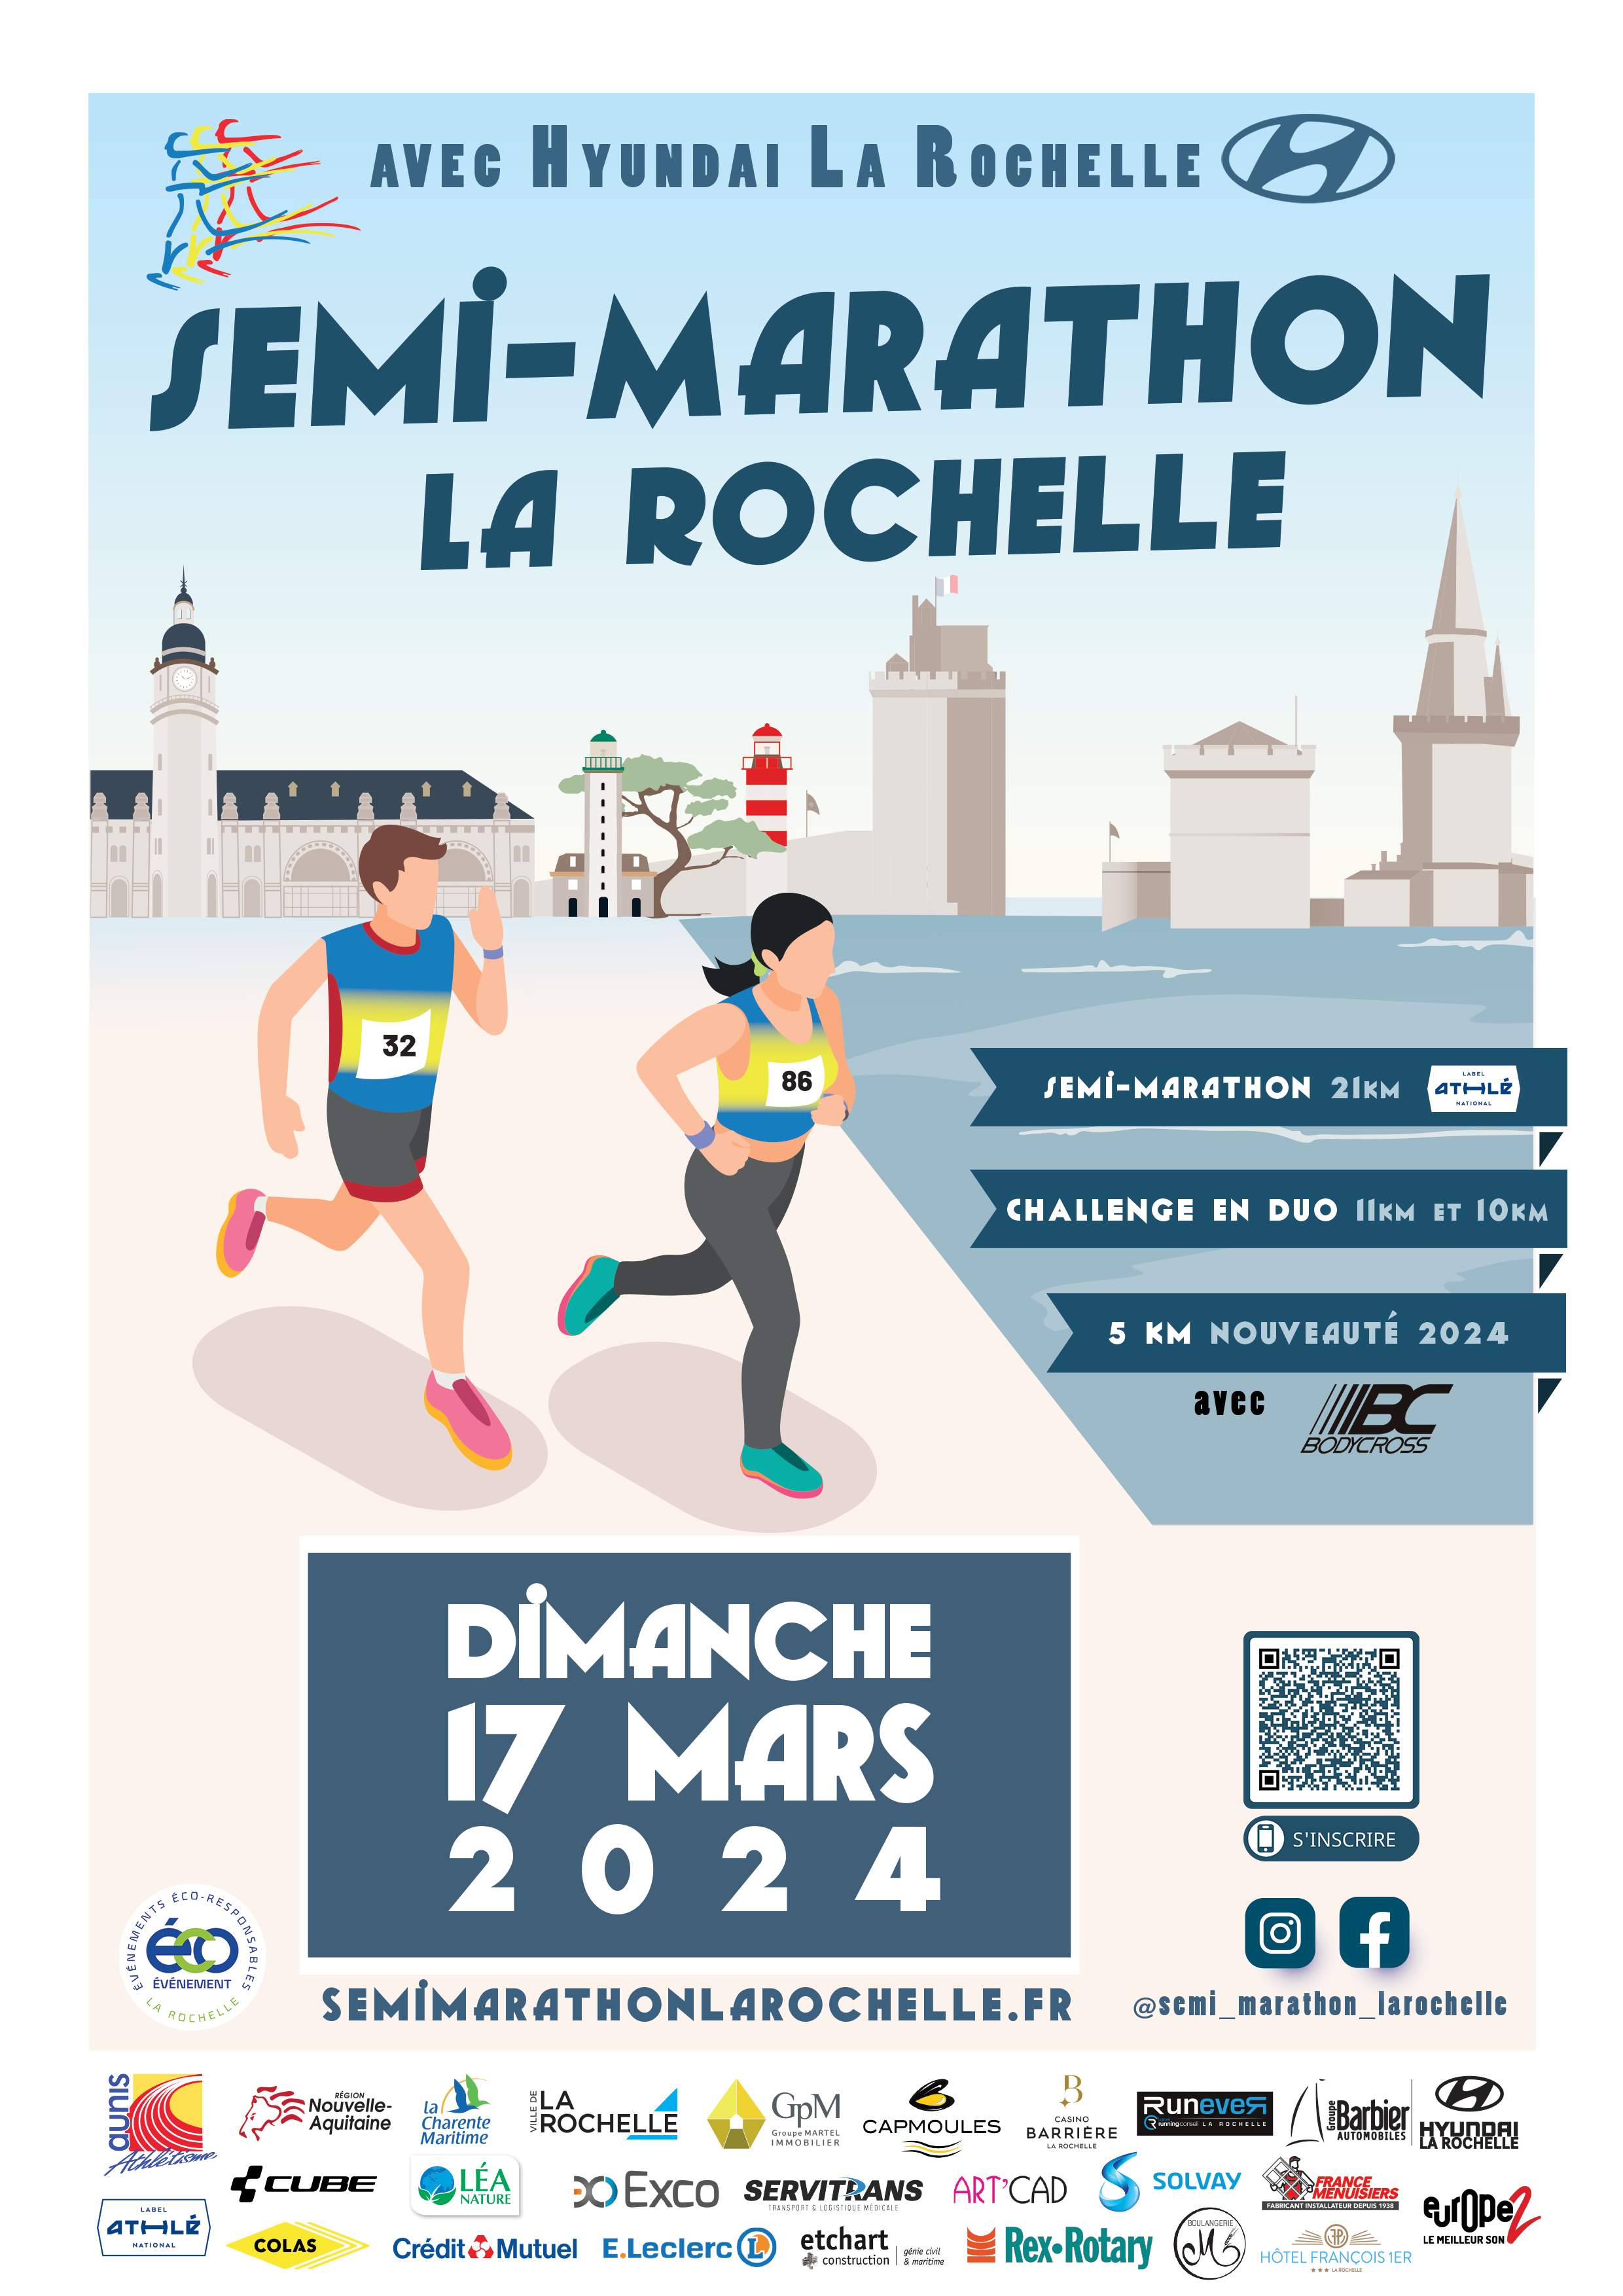 AVEC HYUNDAI LA ROCHELLE
SEMI-MARATHON
LA ROCHELLE
32
86
SEMI-MARATHON 21KM
LABEL
ATHLÉ
NATIONAL
CHALLENGE EN DUO 11KM ET 10KM
5 KM NOUVEAUTÉ 2024
avec
BC
BODYCROSS
DIMANCHE
17 MARS
2024
S'INSCRIRE
ÉVÉNEMENTS ÉCO-RESPONSABLES
éco
ÉVÉNEMENT
LA ROCHELLE
SEMIMARATHONLAROCHELLE.FR
@semi_marathon_larochelle
aunis
Athlétisme
RÉGION
Nouvelle-
Aquitaine
la
Charente
Maritime
VILLE DE
LA
ROCHELLE
GpM
Groupe MARTEL
IMMOBILIER
CAPMOULES
B
CASINO
BARRIÈRE
LA ROCHELLE
RuneveR
runningconseil LA ROCHELLE
Groupe
Barbier
AUTOMOBILES
HYUNDAI
LA ROCHELLE
CUBE
LÉA
NATURE
Exco
SERVITRANS
TRANSPORT & LOGISTIQUE MÉDICALE
ART'CAD
SOLVAY
FRANCE
MENUISIERS
FABRICANT INSTALLATEUR DEPUIS 1938
europe2
LE MEILLEUR SON
LABEL
ATHLÉ
NATIONAL
COLAS
Crédit Mutuel
E.Leclerc L
etchart
construction
génie civil
& maritime
Rex•Rotary
BOULANGERIE
M
HÔTEL FRANÇOIS 1ER
LA ROCHELLE